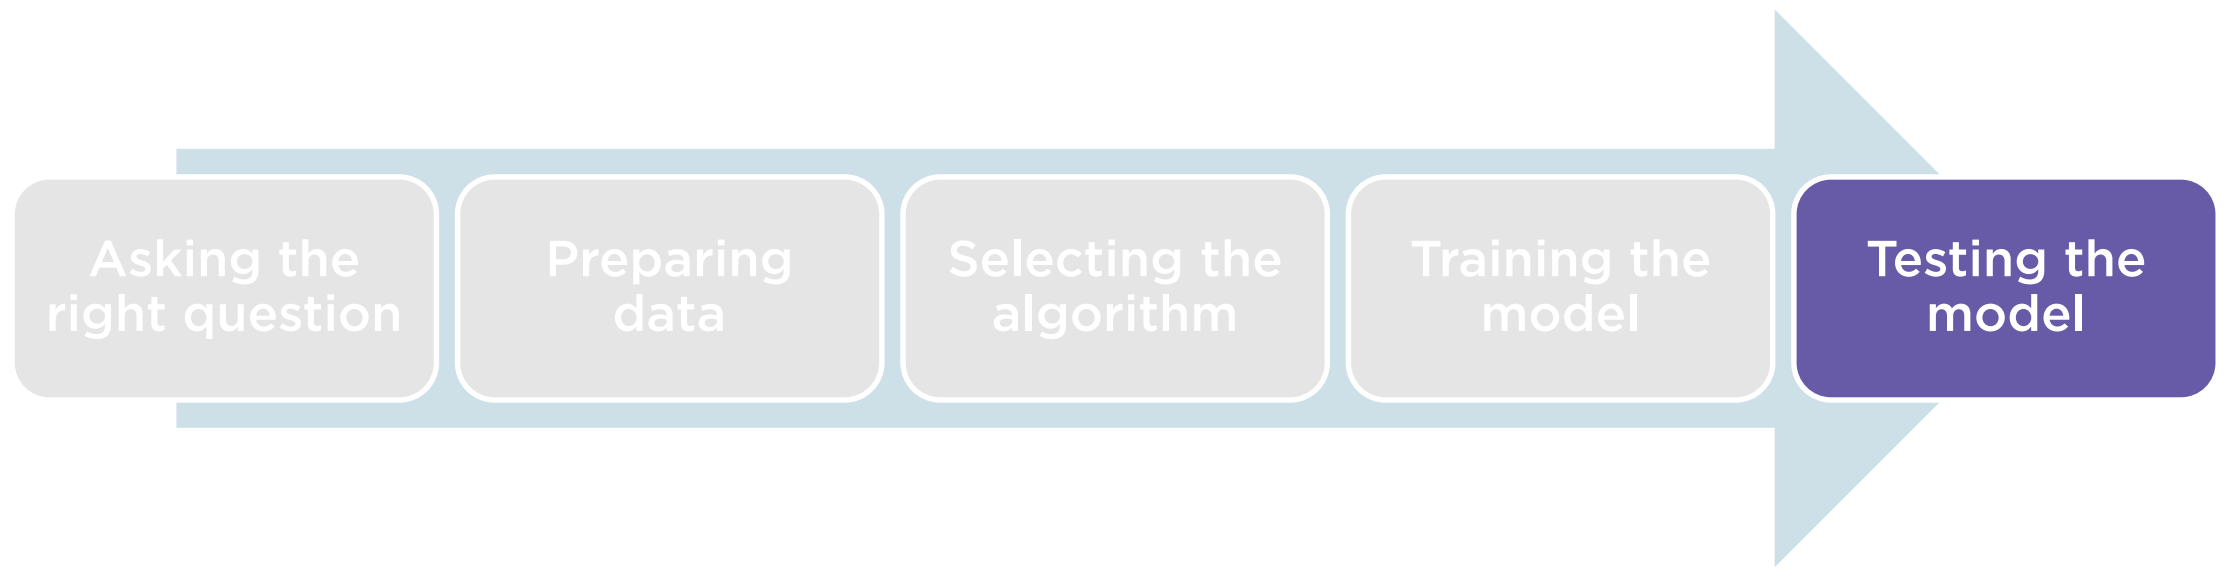 Asking the
right question
Preparing
data
Selecting the
algorithm
Training the
model
Testing the
model